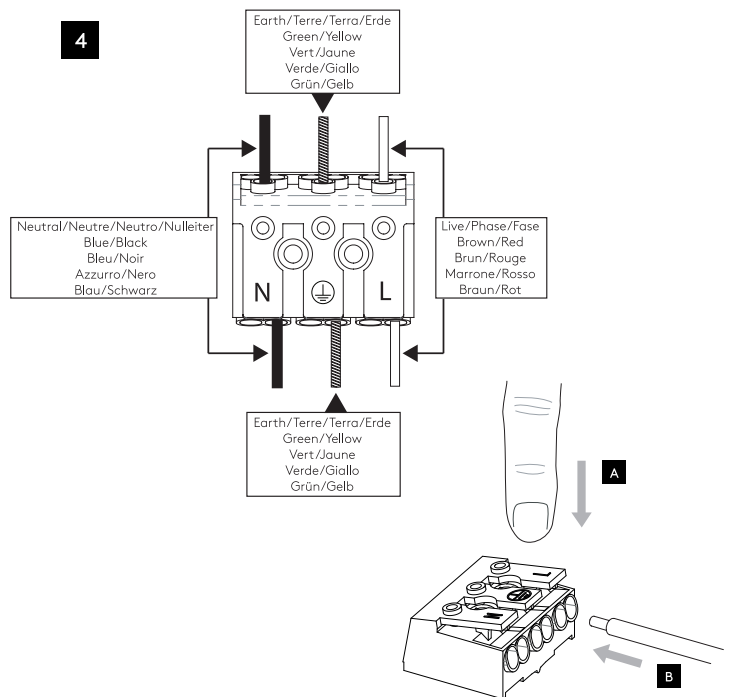 4
Earth/Terre/Terra/Erde
Green/Yellow
Vert/Jaune
Verde/Giallo
Grün/Gelb
Neutral/Neutre/Neutro/Nulleiter
Blue/Black
Bleu/Noir
Azzurro/Nero
Blau/Schwarz
Live/Phase/Fase
Brown/Red
Brun/Rouge
Marrone/Rosso
Braun/Rot
N
L
Earth/Terre/Terra/Erde
Green/Yellow
Vert/Jaune
Verde/Giallo
Grün/Gelb
A
L
N
B